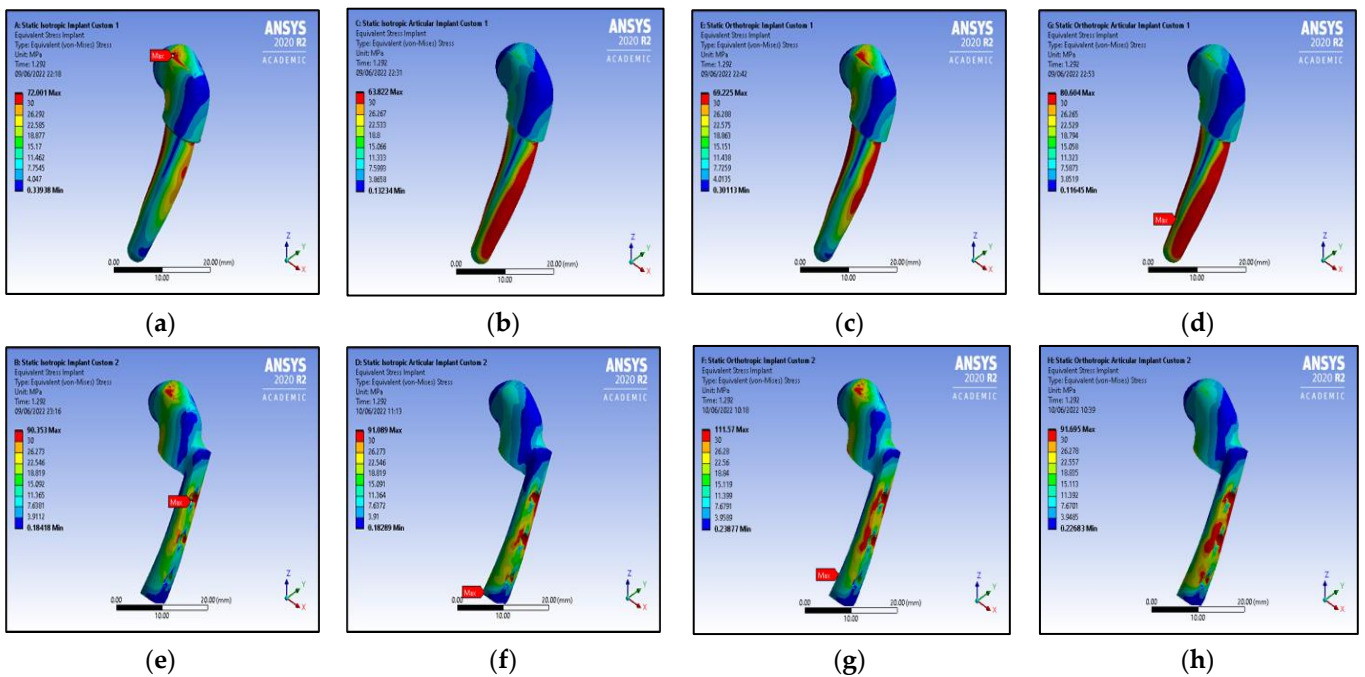 A: Static Isotropic Implant Custom 1
Equivalent Stress Implant
Type: Equivalent (von-Mises) Stress
Unit: MPa
Time: 1.292
09/06/2022 22:18
72.001 Max
30
26.292
22.585
18.877
15.17
11.462
7.7545
4.047
0.33938 Min
Max
ANSYS
2020 R2
ACADEMIC
0.00
20.00 (mm)
10.00
Z
Y
X
(a)
C: Static Isotropic Articular Implant Custom 1
Equivalent Stress Implant
Type: Equivalent (von-Mises) Stress
Unit: MPa
Time: 1.292
09/06/2022 22:31
63.822 Max
30
26.267
22.533
18.8
15.066
11.333
7.5993
3.8658
0.13234 Min
ANSYS
2020 R2
ACADEMIC
0.00
20.00 (mm)
10.00
Z
Y
X
(b)
E: Static Orthotropic Implant Custom 1
Equivalent Stress Implant
Type: Equivalent (von-Mises) Stress
Unit: MPa
Time: 1.292
09/06/2022 22:42
69.225 Max
30
26.288
22.575
18.863
15.151
11.438
7.7259
4.0135
0.30113 Min
ANSYS
2020 R2
ACADEMIC
0.00
20.00 (mm)
10.00
Z
Y
X
(c)
G: Static Orthotropic Articular Implant Custom 1
Equivalent Stress Implant
Type: Equivalent (von-Mises) Stress
Unit: MPa
Time: 1.292
09/06/2022 22:53
80.604 Max
30
26.265
22.529
18.794
15.058
11.323
7.5873
3.8519
0.11645 Min
Max
ANSYS
2020 R2
ACADEMIC
0.00
20.00 (mm)
10.00
Z
Y
X
(d)
B: Static Isotropic Implant Custom 2
Equivalent Stress Implant
Type: Equivalent (von-Mises) Stress
Unit: MPa
Time: 1.292
09/06/2022 23:16
90.353 Max
30
26.273
22.546
18.819
15.092
11.365
7.6381
3.9112
0.18418 Min
Max
ANSYS
2020 R2
ACADEMIC
0.00
20.00 (mm)
10.00
Z
Y
X
(e)
D: Static Isotropic Articular Implant Custom 2
Equivalent Stress Implant
Type: Equivalent (von-Mises) Stress
Unit: MPa
Time: 1.292
10/06/2022 11:13
91.089 Max
30
26.273
22.546
18.819
15.091
11.364
7.6372
3.91
0.18289 Min
Max
ANSYS
2020 R2
ACADEMIC
0.00
20.00 (mm)
10.00
Z
Y
X
(f)
F: Static Orthotropic Implant Custom 2
Equivalent Stress Implant
Type: Equivalent (von-Mises) Stress
Unit: MPa
Time: 1.292
10/06/2022 10:18
111.57 Max
30
26.28
22.56
18.84
15.119
11.399
7.6791
3.9589
0.23877 Min
Max
ANSYS
2020 R2
ACADEMIC
0.00
20.00 (mm)
10.00
Z
Y
X
(g)
H: Static Orthotropic Articular Implant Custom 2
Equivalent Stress Implant
Type: Equivalent (von-Mises) Stress
Unit: MPa
Time: 1.292
10/06/2022 10:39
91.695 Max
30
26.278
22.557
18.835
15.113
11.392
7.6701
3.9485
0.22683 Min
ANSYS
2020 R2
ACADEMIC
0.00
20.00 (mm)
10.00
Z
Y
X
(h)